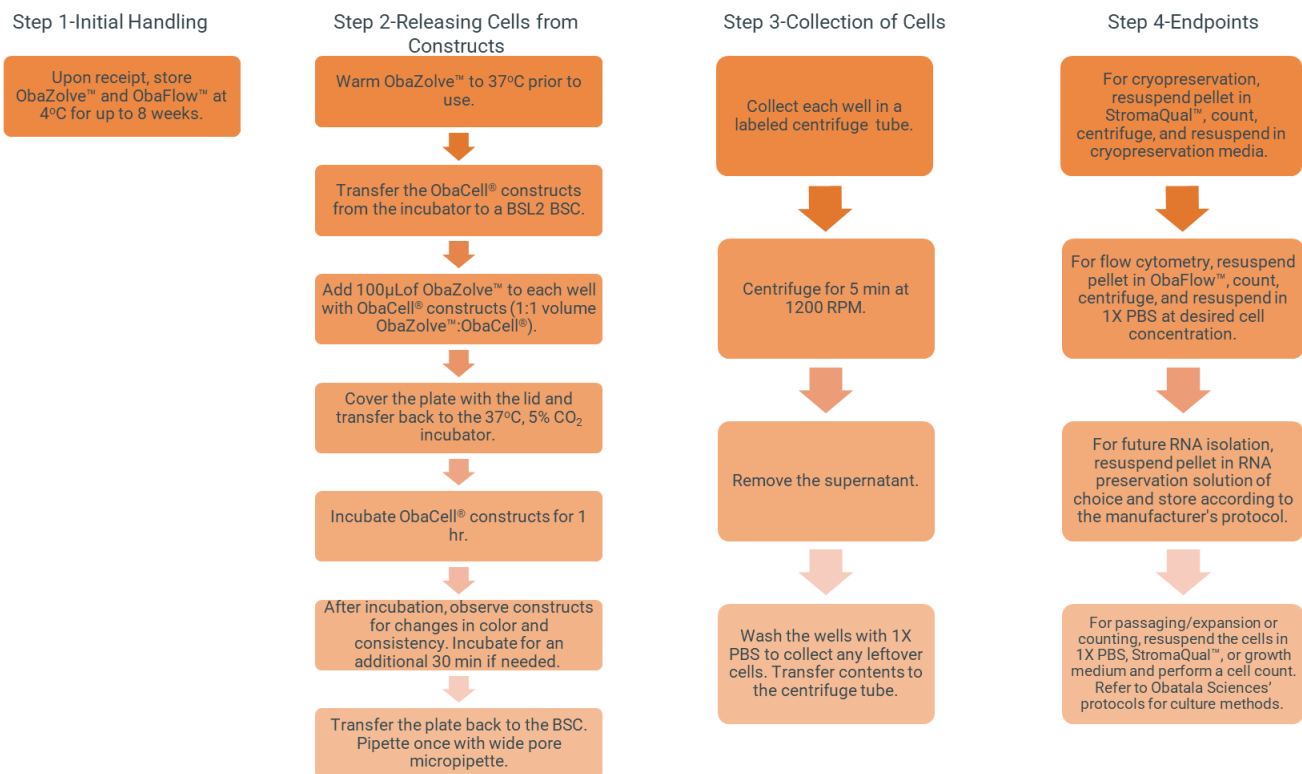 Step 1-Initial Handling
Upon receipt, store
ObaZolve™ and ObaFlow™ at
4ºC for up to 8 weeks.
Step 2-Releasing Cells from
Constructs
Warm ObaZolve™ to 37ºC prior to
use.
Transfer the ObaCell® constructs
from the incubator to a BSL2 BSC.
Add 100µLof ObaZolve™ to each well
with ObaCell® constructs (1:1 volume
ObaZolve™:ObaCell®).
Cover the plate with the lid and
transfer back to the 37ºC, 5% CO₂
incubator.
Incubate ObaCell® constructs for 1
hr.
After incubation, observe constructs
for changes in color and
consistency. Incubate for an
additional 30 min if needed.
Transfer the plate back to the BSC.
Pipette once with wide pore
micropipette.
Step 3-Collection of Cells
Collect each well in a
labeled centrifuge tube.
Centrifuge for 5 min at
1200 RPM.
Remove the supernatant.
Wash the wells with 1X
PBS to collect any leftover
cells. Transfer contents to
the centrifuge tube.
Step 4-Endpoints
For cryopreservation,
resuspend pellet in
StromaQual™, count,
centrifuge, and resuspend in
cryopreservation media.
For flow cytometry, resuspend
pellet in ObaFlow™, count,
centrifuge, and resuspend in
1X PBS at desired cell
concentration.
For future RNA isolation,
resuspend pellet in RNA
preservation solution of
choice and store according to
the manufacturer's protocol.
For passaging/expansion or
counting, resuspend the cells in
1X PBS, StromaQual™, or growth
medium and perform a cell count.
Refer to Obatala Sciences’
protocols for culture methods.